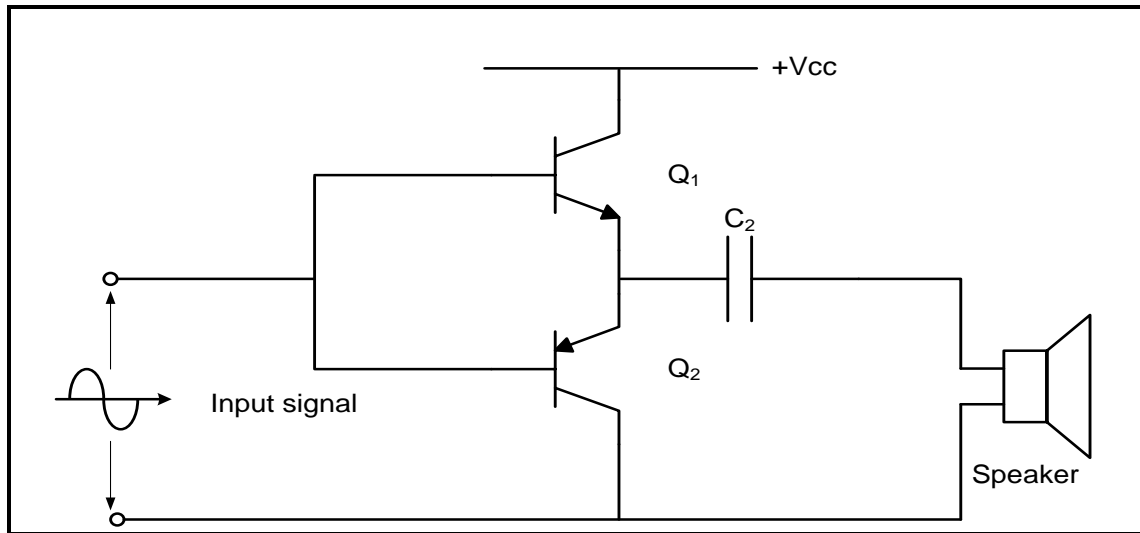 +Vcc
Q₁
C₂
Q₂
Input signal
Speaker